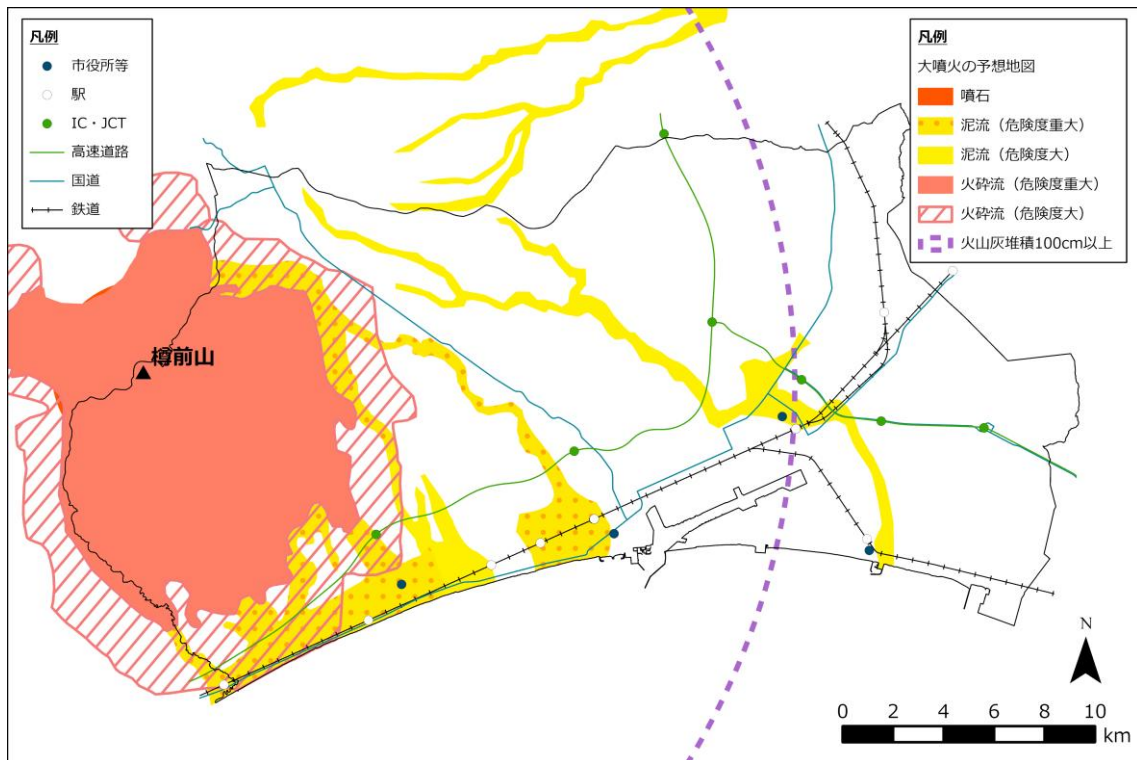 凡例
市役所等
駅
IC・JCT
高速道路
国道
鉄道
樽前山
凡例
大噴火の予想地図
噴石
泥流（危険度重大）
泥流（危険度大）
火砕流（危険度重大）
火砕流（危険度大）
火山灰堆積100cm以上
N
0 2 4 6 8 10
km